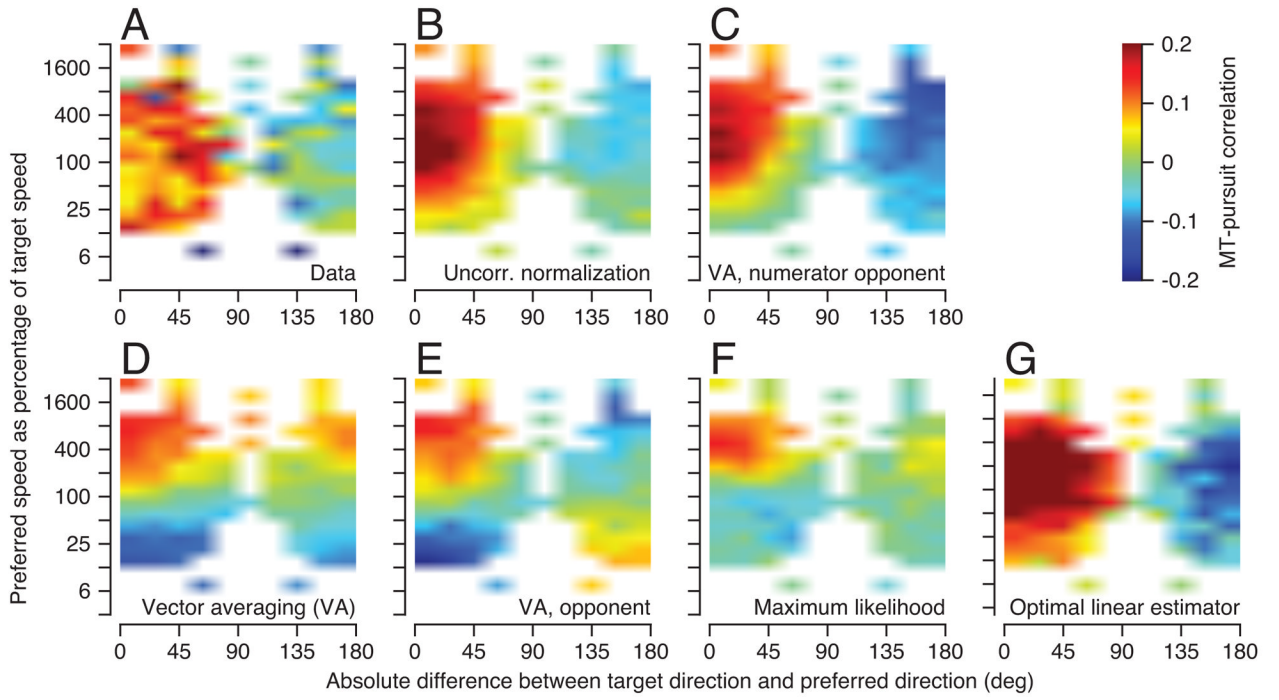 A
B
C
Preferred speed as percentage of target speed
1600
400
100
25
6
Data
Uncorr. normalization
VA, numerator opponent
0 45 90 135 180
0 45 90 135 180
0 45 90 135 180
0.2
0.1
0
-0.1
-0.2
MT-pursuit correlation
D
E
F
G
1600
400
100
25
6
Vector averaging (VA)
VA, opponent
Maximum likelihood
Optimal linear estimator
0 45 90 135 180
0 45 90 135 180
0 45 90 135 180
0 45 90 135 180
Absolute difference between target direction and preferred direction (deg)